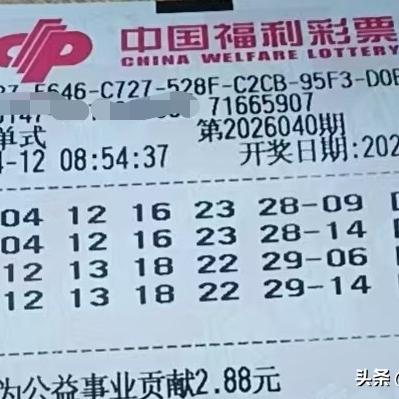 中国福利彩票
CHINA WELFARE LOTTERY
F646-C727-528F-C2CB-95F3-D0
71665907
单式 第2026040期
-12 08:54:37 开奖日期:202
04 12 16 23 28-09
04 12 16 23 28-14
12 13 18 22 29-06
12 13 18 22 29-14
为公益事业贡献2.88元
头条